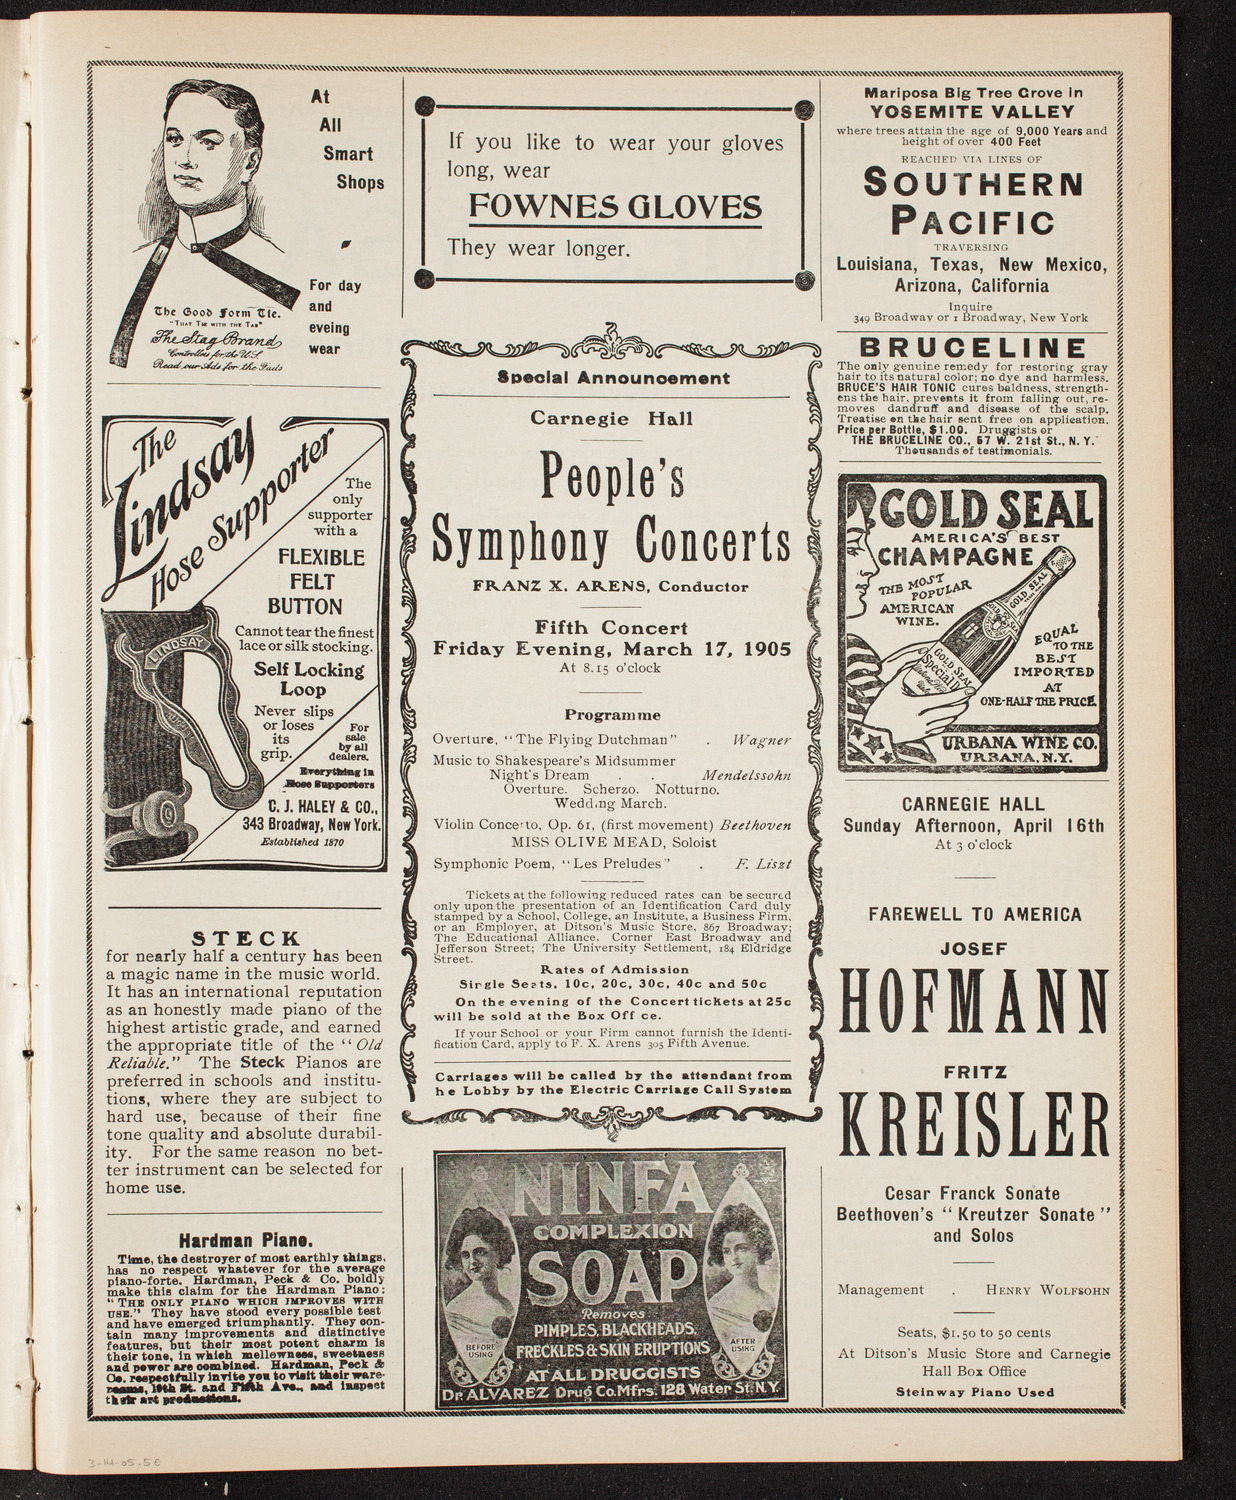 At
All
Smart
Shops
For day
and
eveing
wear
The Good Form Tie.
"THAT TIE WITH THE TAB"
The Stag Brand
Controllers for the U.S.
Read our Ads for the Fads
The
Lindsay
Hose Supporter
The
only
supporter
with a
FLEXIBLE
FELT
BUTTON
Cannot tear the finest
lace or silk stocking.
Self Locking
Loop
Never slips
or loses
its
grip.
For
sale
by all
dealers.
Everything in
Hose Supporters
C. J. HALEY & CO.,
343 Broadway, New York.
Established 1870
LINDSAY
STECK
for nearly half a century has been
a magic name in the music world.
It has an international reputation
as an honestly made piano of the
highest artistic grade, and earned
the appropriate title of the "Old
Reliable." The Steck Pianos are
preferred in schools and institu-
tions, where they are subject to
hard use, because of their fine
tone quality and absolute durabil-
ity. For the same reason no bet-
ter instrument can be selected for
home use.
Hardman Piano.
Time, the destroyer of most earthly things,
has no respect whatever for the average
piano-forte. Hardman, Peck & Co. boldly
make this claim for the Hardman Piano:
"THE ONLY PIANO WHICH IMPROVES WITH
USE." They have stood every possible test
and have emerged triumphantly. They con-
tain many improvements and distinctive
features, but their most potent charm is
their tone, in which mellowness, sweetness
and power are combined. Hardman, Peck &
Co. respectfully invite you to visit their ware-
rooms, 19th St. and Fifth Ave., and inspect
their art productions.
If you like to wear your gloves
long, wear
FOWNES GLOVES
They wear longer.
Special Announcement
Carnegie Hall
People's
Symphony Concerts
FRANZ X. ARENS, Conductor
Fifth Concert
Friday Evening, March 17, 1905
At 8.15 o'clock
Programme
Overture, "The Flying Dutchman" . Wagner
Music to Shakespeare's Midsummer
Night's Dream . . Mendelssohn
Overture. Scherzo. Notturno.
Wedding March.
Violin Concerto, Op. 61, (first movement) Beethoven
MISS OLIVE MEAD, Soloist
Symphonic Poem, "Les Preludes" . F. Liszt
Tickets at the following reduced rates can be secured
only upon the presentation of an Identification Card duly
stamped by a School, College, an Institute, a Business Firm,
or an Employer, at Ditson's Music Store, 867 Broadway;
The Educational Alliance, Corner East Broadway and
Jefferson Street; The University Settlement, 184 Eldridge
Street.
Rates of Admission
Single Seats, 10c, 20c, 30c, 40c and 50c
On the evening of the Concert tickets at 25c
will be sold at the Box Off ce.
If your School or your Firm cannot furnish the Identi-
fication Card, apply to F. X. Arens 305 Fifth Avenue.
Carriages will be called by the attendant from
he Lobby by the Electric Carriage Call System
NINFA
COMPLEXION
SOAP
Removes
PIMPLES, BLACKHEADS,
FRECKLES & SKIN ERUPTIONS
BEFORE
USING
AFTER
USING
AT ALL DRUGGISTS
Dr. ALVAREZ Drug Co. Mfrs. 128 Water St. N.Y.
Mariposa Big Tree Grove in
YOSEMITE VALLEY
where trees attain the age of 9,000 Years and
height of over 400 Feet
REACHED VIA LINES OF
SOUTHERN
PACIFIC
TRAVERSING
Louisiana, Texas, New Mexico,
Arizona, California
Inquire
349 Broadway or 1 Broadway, New York
BRUCELINE
The only genuine remedy for restoring gray
hair to its natural color; no dye and harmless.
BRUCE'S HAIR TONIC cures baldness, strength-
ens the hair, prevents it from falling out, re-
moves dandruff and disease of the scalp.
Treatise on the hair sent free on application.
Price per Bottle, $1.00. Druggists or
THE BRUCELINE CO., 57 W. 21st St., N. Y.
Thousands of testimonials.
GOLD SEAL
AMERICA'S BEST
CHAMPAGNE
THE MOST
POPULAR
AMERICAN
WINE.
GOLD SEAL
GOLD SEAL
Special Dry
EQUAL
TO THE
BEST
IMPORTED
AT
ONE-HALF THE PRICE.
URBANA WINE CO.
URBANA, N.Y.
CARNEGIE HALL
Sunday Afternoon, April 16th
At 3 o'clock
FAREWELL TO AMERICA
JOSEF
HOFMANN
FRITZ
KREISLER
Cesar Franck Sonate
Beethoven's "Kreutzer Sonate"
and Solos
Management . HENRY WOLFSOHN
Seats, $1.50 to 50 cents
At Ditson's Music Store and Carnegie
Hall Box Office
Steinway Piano Used
3-14-05-5E